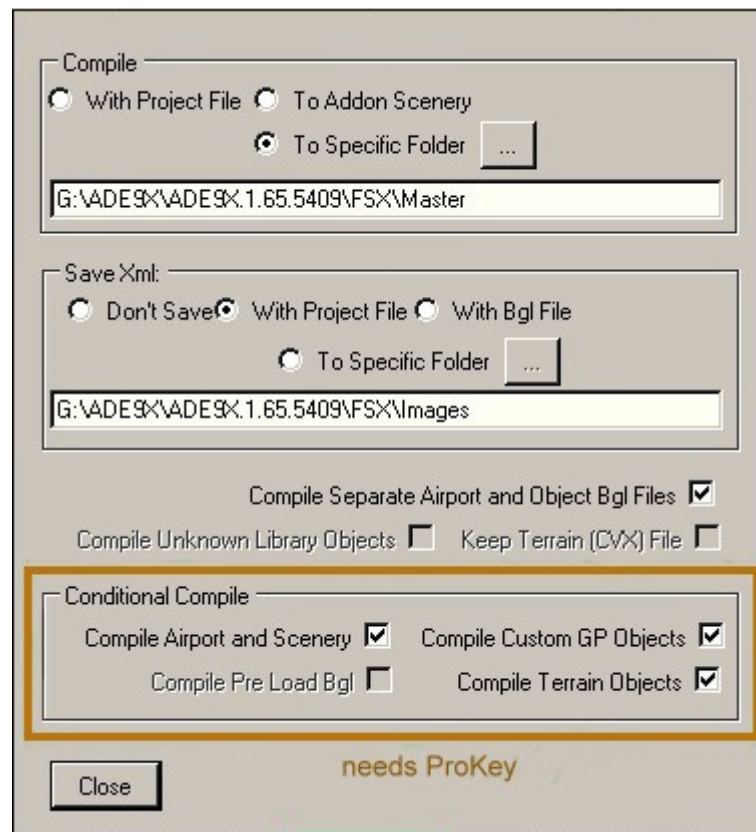 Compile
With Project File To Addon Scenery
To Specific Folder ...
G:\ADE9X\ADE9X.1.65.5409\FSX\Master
Save Xml:
Don't Save With Project File With Bgl File
To Specific Folder ...
G:\ADE9X\ADE9X.1.65.5409\FSX\Images
Compile Separate Airport and Object Bgl Files
Compile Unknown Library Objects Keep Terrain (CVX) File
Conditional Compile
Compile Airport and Scenery Compile Custom GP Objects
Compile Pre Load Bgl Compile Terrain Objects
needs ProKey
Close